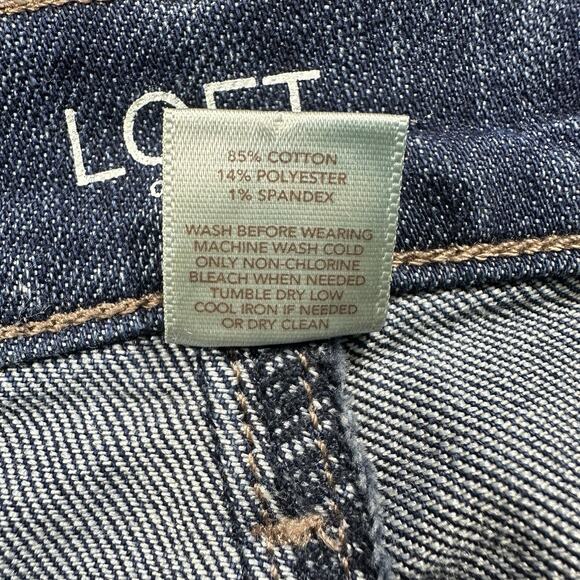 LOFT
85% COTTON
14% POLYESTER
1% SPANDEX
WASH BEFORE WEARING
MACHINE WASH COLD
ONLY NON-CHLORINE
BLEACH WHEN NEEDED
TUMBLE DRY LOW
COOL IRON IF NEEDED
OR DRY CLEAN